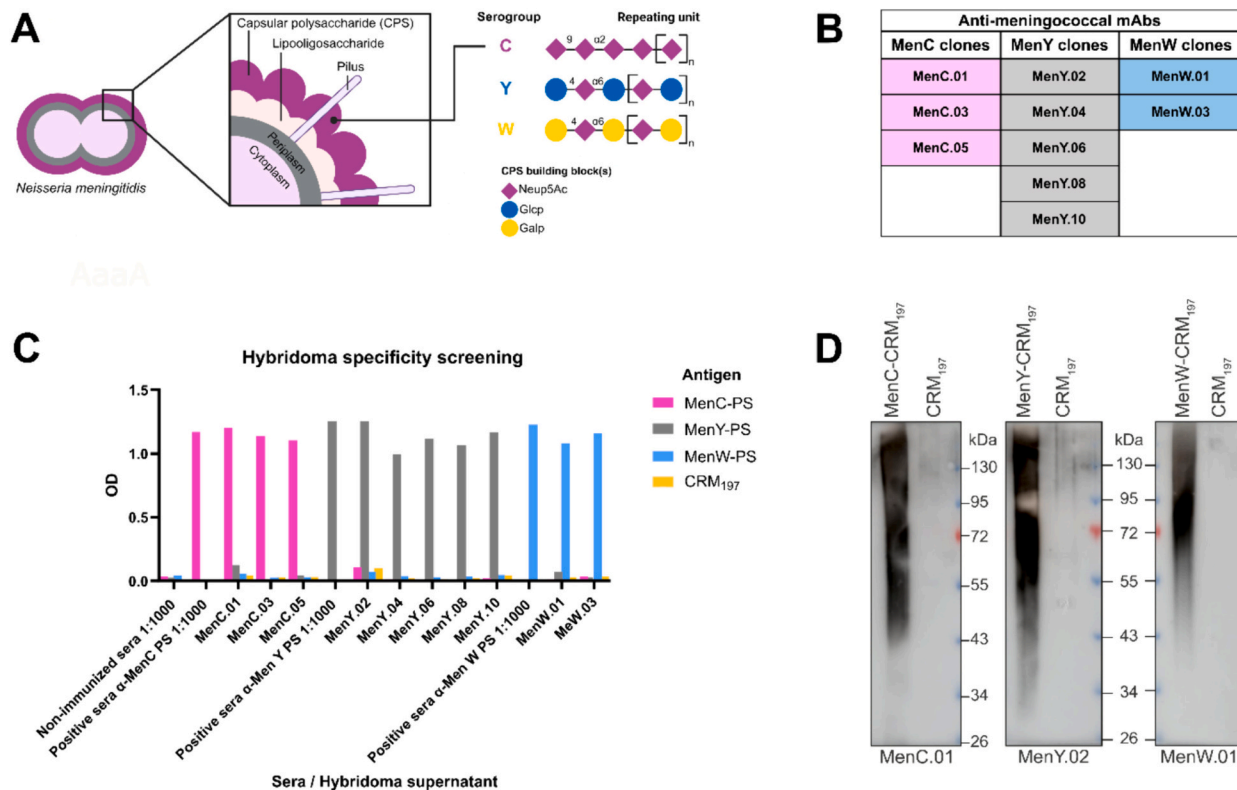 A
Capsular polysaccharide (CPS)
Lipooligosaccharide
Pilus
Periplasm
Cytoplasm
Neisseria meningitidis
Serogroup
Repeating unit
C
9 α2
n
Y
4 α6
n
W
4 α6
n
CPS building block(s)
Neup5Ac
Glcp
Galp
AaaA
B
Anti-meningococcal mAbs
MenC clones MenY clones MenW clones
MenC.01 MenY.02 MenW.01
MenC.03 MenY.04 MenW.03
MenC.05 MenY.06
MenY.08
MenY.10
C
Hybridoma specificity screening
Antigen
MenC-PS
MenY-PS
MenW-PS
CRM197
OD
1.5
1.0
0.5
0.0
Non-immunized sera 1:1000
Positive sera α-MenC PS 1:1000
MenC.01
MenC.03
MenC.05
Positive sera α-Men Y PS 1:1000
MenY.02
MenY.04
MenY.06
MenY.08
MenY.10
Positive sera α-Men W PS 1:1000
MenW.01
MeW.03
Sera / Hybridoma supernatant
D
MenC-CRM197
CRM197
MenY-CRM197
CRM197
MenW-CRM197
CRM197
kDa
130
95
72
55
43
34
26
kDa
130
95
72
55
43
34
26
MenC.01
MenY.02
MenW.01